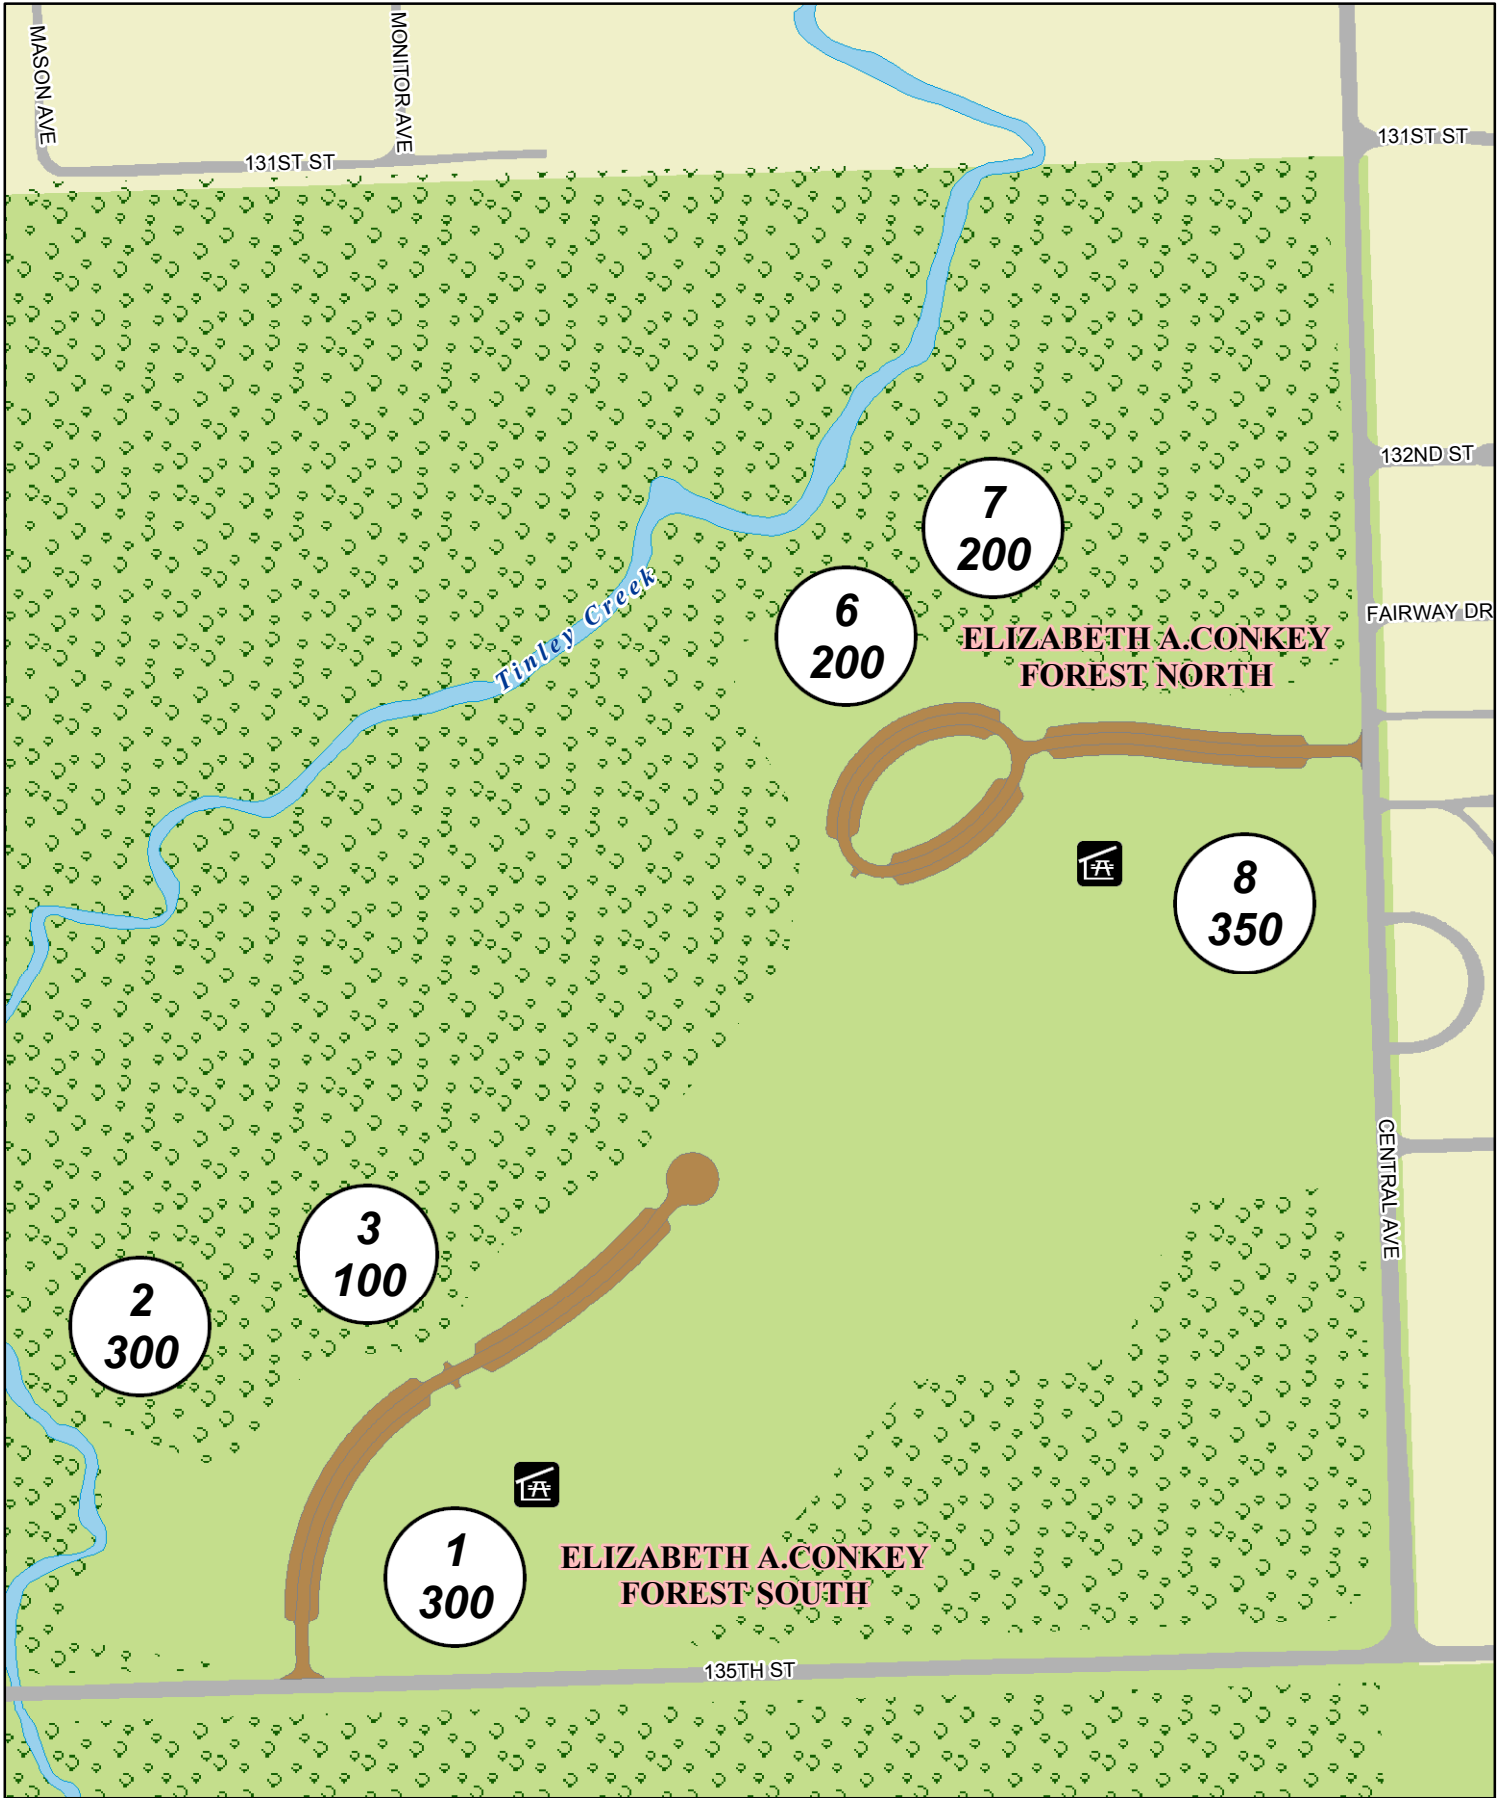 MASON AVE
MONITOR AVE
131ST ST
131ST ST
132ND ST
7
200
6
200
Tinley Creek
FAIRWAY DR
ELIZABETH A.CONKEY
FOREST NORTH
8
350
CENTRAL AVE
3
100
2
300
1
300
ELIZABETH A.CONKEY
FOREST SOUTH
135TH ST